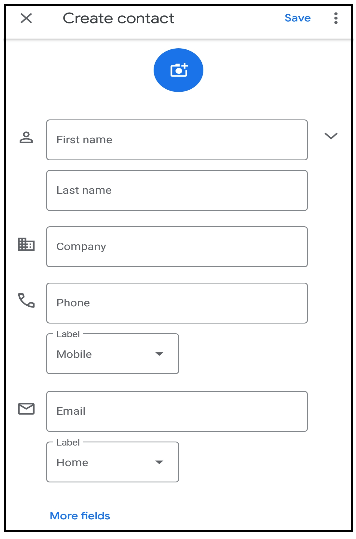 Create contact Save
First name
Last name
Company
Phone
Label
Mobile
Email
Label
Home
More fields